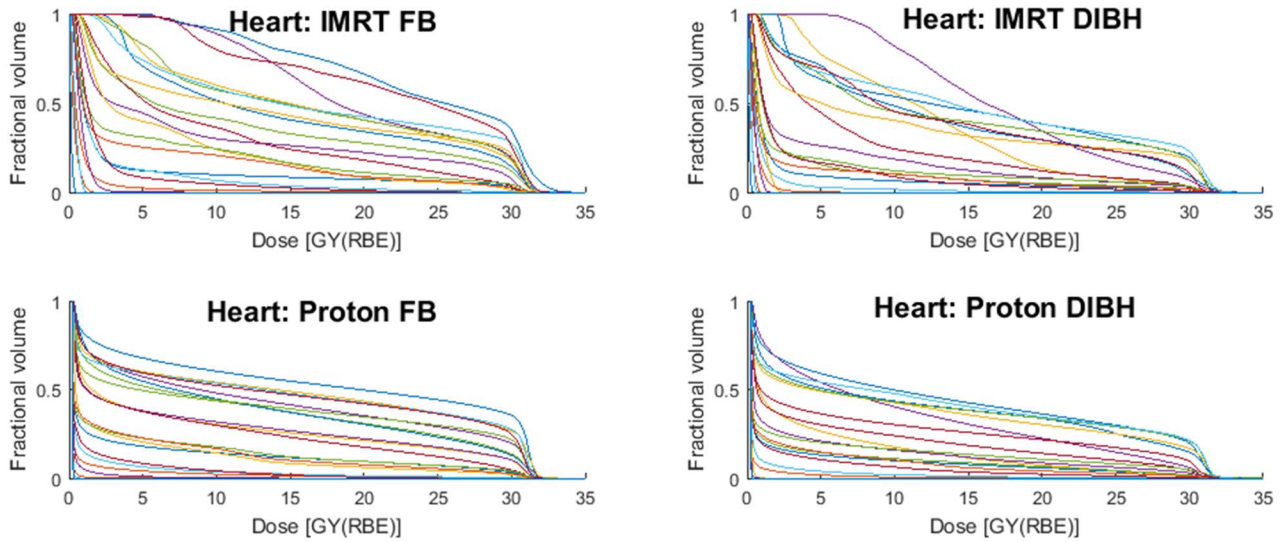 Heart: IMRT FB
Fractional volume
1
0.5
0
0 5 10 15 20 25 30 35
Dose [GY(RBE)]
Heart: IMRT DIBH
Fractional volume
1
0.5
0
0 5 10 15 20 25 30 35
Dose [GY(RBE)]
Heart: Proton FB
Fractional volume
1
0.5
0
0 5 10 15 20 25 30 35
Dose [GY(RBE)]
Heart: Proton DIBH
Fractional volume
1
0.5
0
0 5 10 15 20 25 30 35
Dose [GY(RBE)]